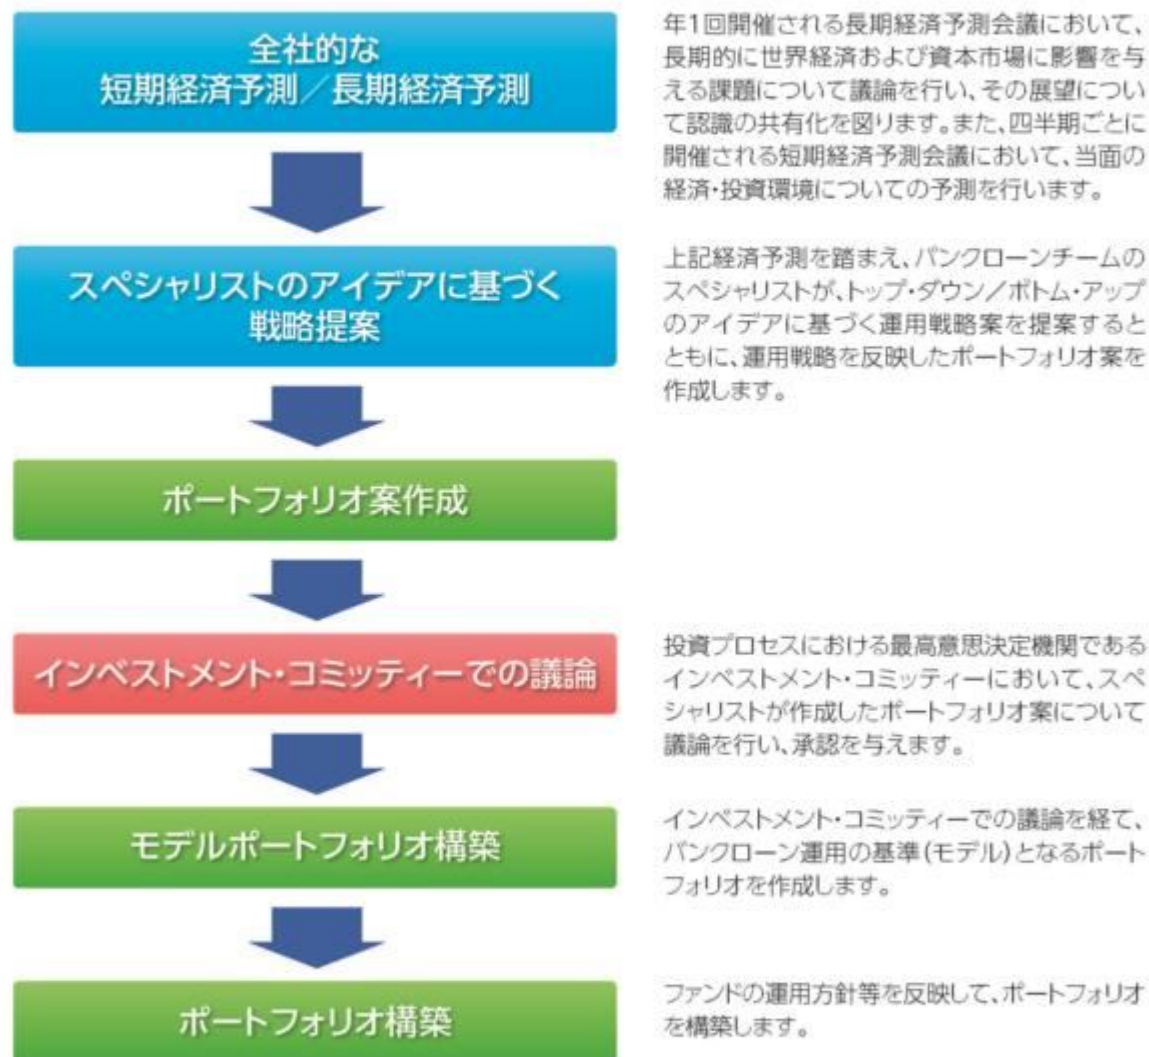 全社的な
短期経済予測／長期経済予測
年1回開催される長期経済予測会議において、
長期的に世界経済および資本市場に影響を与
える課題について議論を行い、その展望につい
て認識の共有化を図ります。また、四半期ごとに
開催される短期経済予測会議において、当面の
経済・投資環境についての予測を行います。
スペシャリストのアイデアに基づく
戦略提案
上記経済予測を踏まえ、バンクローンチームの
スペシャリストが、トップ・ダウン／ボトム・アップ
のアイデアに基づく運用戦略案を提案すると
ともに、運用戦略を反映したポートフォリオ案を
作成します。
ポートフォリオ案作成
インベストメント・コミッティーでの議論
投資プロセスにおける最高意思決定機関である
インベストメント・コミッティーにおいて、スペ
シャリストが作成したポートフォリオ案について
議論を行い、承認を与えます。
モデルポートフォリオ構築
インベストメント・コミッティーでの議論を経て、
バンクローン運用の基準(モデル)となるポート
フォリオを作成します。
ポートフォリオ構築
ファンドの運用方針等を反映して、ポートフォリオ
を構築します。